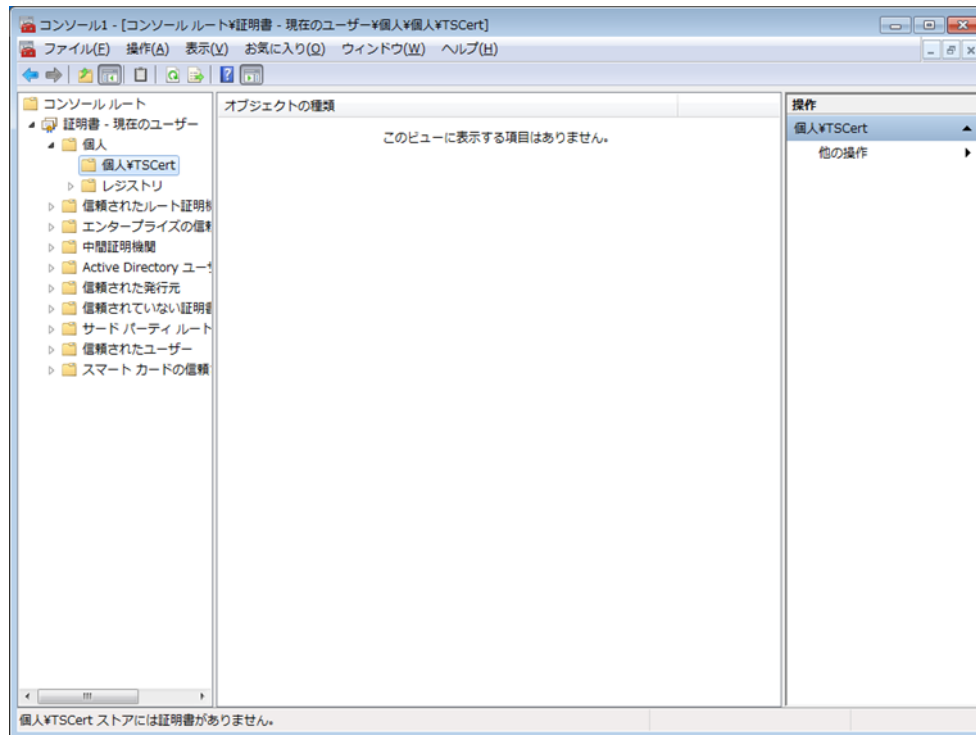 コンソール1 - [コンソール ルート¥証明書 - 現在のユーザー¥個人¥個人¥TSCert]
ファイル(F) 操作(A) 表示(V) お気に入り(O) ウィンドウ(W) ヘルプ(H)
コンソール ルート
証明書 - 現在のユーザー
個人
個人¥TSCert
レジストリ
信頼されたルート証明機
エンタープライズの信頼
中間証明機関
Active Directory ユーザ
信頼された発行元
信頼されていない証明書
サード パーティ ルート
信頼されたユーザー
スマート カードの信頼
オブジェクトの種類
このビューに表示する項目はありません。
操作
個人¥TSCert
他の操作
個人¥TSCert ストアには証明書がありません。